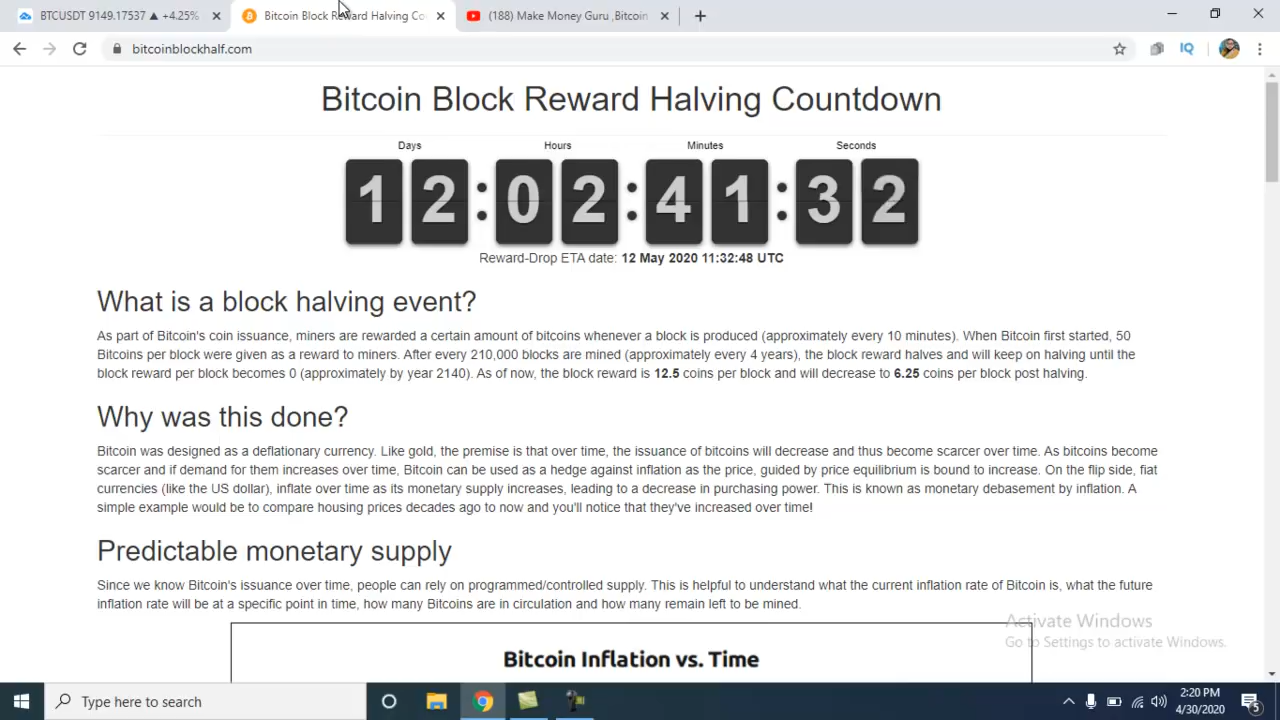 BTCUSDT 9149.17537 ▲ +4.25%
Bitcoin Block Reward Halving Co
(188) Make Money Guru ,Bitcoin
bitcoinblockhalf.com
IQ
Bitcoin Block Reward Halving Countdown
Days Hours Minutes Seconds
12:02:41:32
Reward-Drop ETA date: 12 May 2020 11:32:48 UTC
What is a block halving event?
As part of Bitcoin's coin issuance, miners are rewarded a certain amount of bitcoins whenever a block is produced (approximately every 10 minutes). When Bitcoin first started, 50
Bitcoins per block were given as a reward to miners. After every 210,000 blocks are mined (approximately every 4 years), the block reward halves and will keep on halving until the
block reward per block becomes 0 (approximately by year 2140). As of now, the block reward is 12.5 coins per block and will decrease to 6.25 coins per block post halving.
Why was this done?
Bitcoin was designed as a deflationary currency. Like gold, the premise is that over time, the issuance of bitcoins will decrease and thus become scarcer over time. As bitcoins become
scarcer and if demand for them increases over time, Bitcoin can be used as a hedge against inflation as the price, guided by price equilibrium is bound to increase. On the flip side, fiat
currencies (like the US dollar), inflate over time as its monetary supply increases, leading to a decrease in purchasing power. This is known as monetary debasement by inflation. A
simple example would be to compare housing prices decades ago to now and you'll notice that they've increased over time!
Predictable monetary supply
Since we know Bitcoin's issuance over time, people can rely on programmed/controlled supply. This is helpful to understand what the current inflation rate of Bitcoin is, what the future
inflation rate will be at a specific point in time, how many Bitcoins are in circulation and how many remain left to be mined.
Activate Windows
Go to Settings to activate Windows.
Bitcoin Inflation vs. Time
Type here to search
2:20 PM
4/30/2020
5